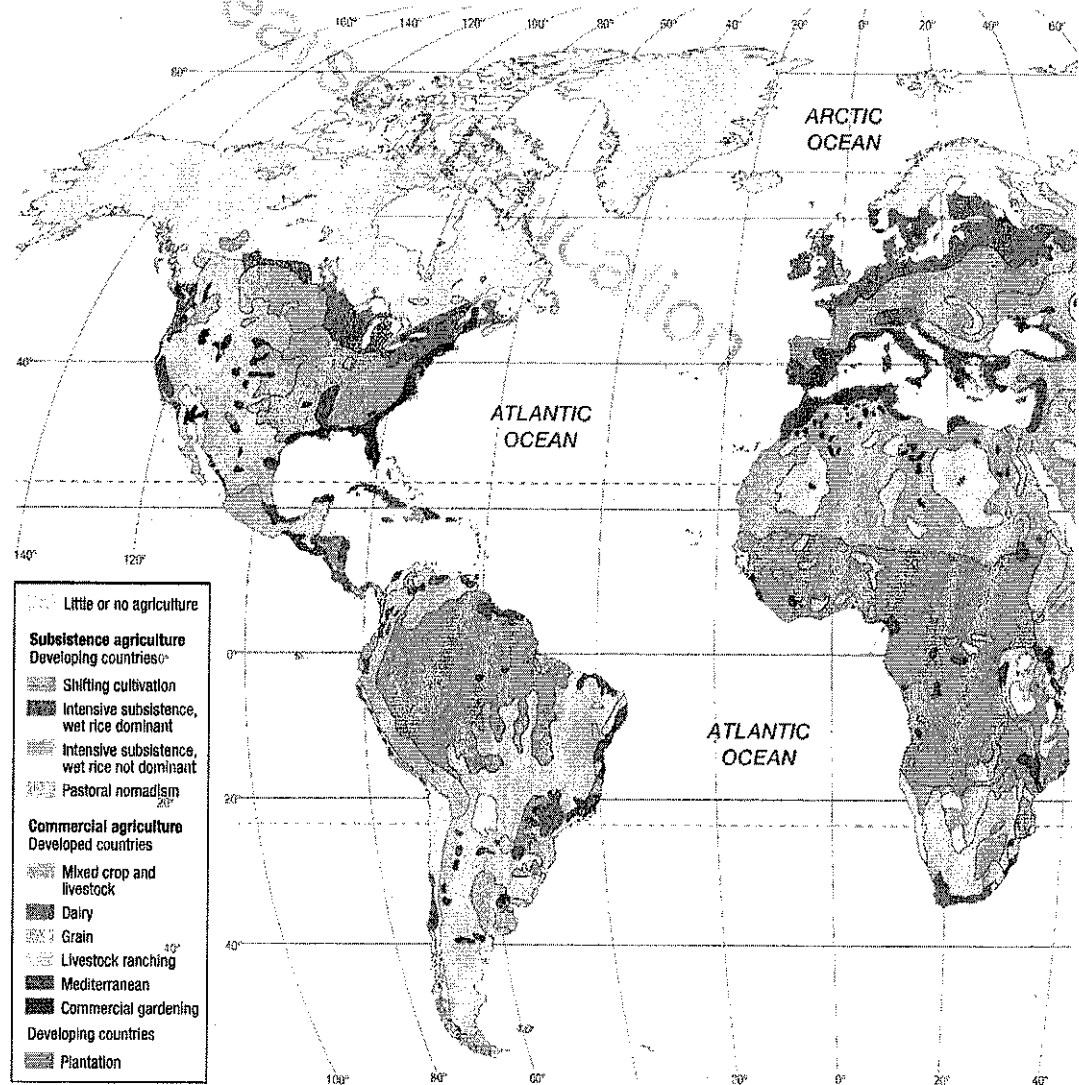 160° 140° 120° 100° 80° 60° 40° 30° 20° 0° 20° 40° 60°
80°
ARCTIC
OCEAN
40°
ATLANTIC
OCEAN
140°
120°
Little or no agriculture
Subsistence agriculture
Developing countries
0°
Shifting cultivation
Intensive subsistence,
wet rice dominant
Intensive subsistence,
wet rice not dominant
Pastoral nomadism
20°
Commercial agriculture
Developed countries
Mixed crop and
livestock
Dairy
Grain
40°
Livestock ranching
Mediterranean
Commercial gardening
Developing countries
Plantation
0°
ATLANTIC
OCEAN
20°
40°
100° 80° 60° 20° 0° 20° 40°